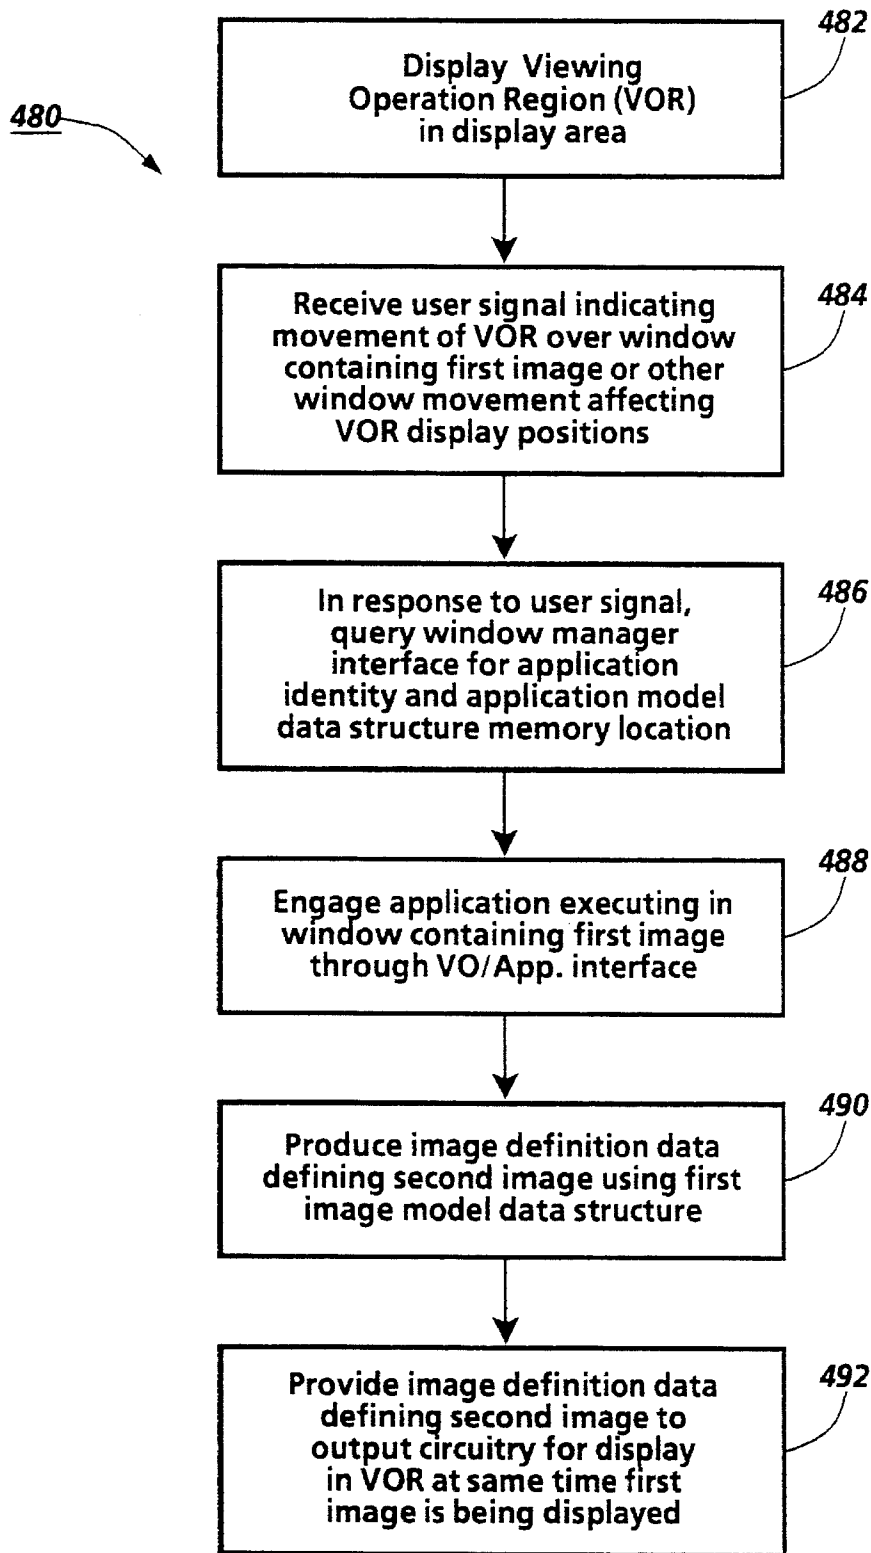 482
Display Viewing
Operation Region (VOR)
in display area
480
484
Receive user signal indicating
movement of VOR over window
containing first image or other
window movement affecting
VOR display positions
486
In response to user signal,
query window manager
interface for application
identity and application model
data structure memory location
488
Engage application executing in
window containing first image
through VO/App. interface
490
Produce image definition data
defining second image using first
image model data structure
492
Provide image definition data
defining second image to
output circuitry for display
in VOR at same time first
image is being displayed